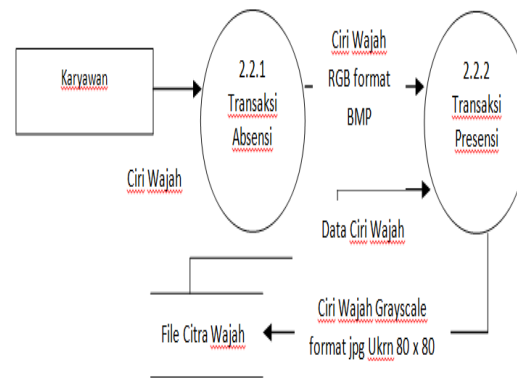 Karyawan
2.2.1
Transaksi
Absensi
Ciri Wajah
RGB format
BMP
2.2.2
Transaksi
Presensi
Ciri Wajah
Data Ciri Wajah
File Citra Wajah
Ciri Wajah Grayscale
format jpg Ukrn 80 x 80